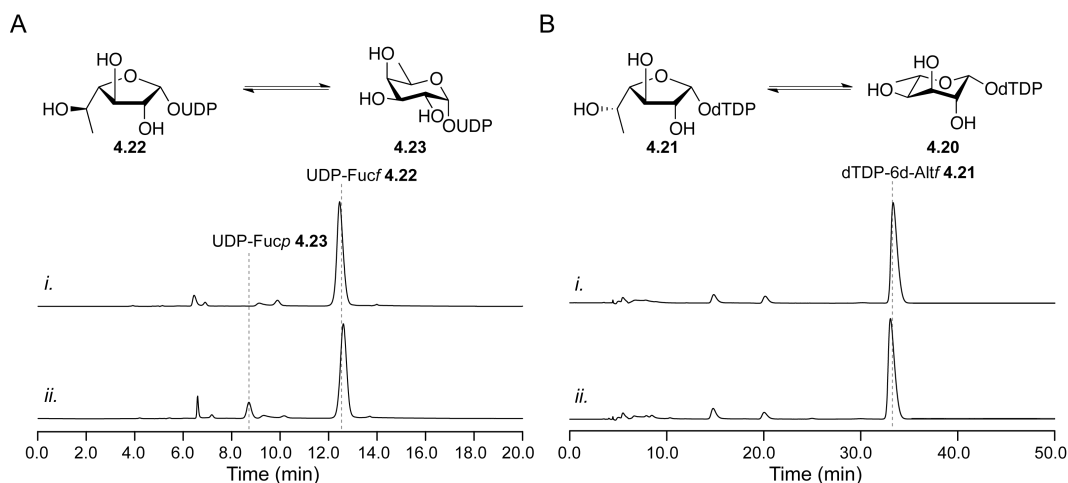 A
B
HO
O
HO
OUDP
OH
4.22
HO
O
HO
HO
OUDP
4.23
HO
O
HO
OdTDP
OH
4.21
OH
HO
O
OdTDP
OH
4.20
UDP-Fucf 4.22
UDP-Fucp 4.23
i.
ii.
0.0 2.0 4.0 6.0 8.0 10.0 12.0 14.0 16.0 18.0 20.0
Time (min)
dTDP-6d-Altf 4.21
i.
ii.
0.0 10.0 20.0 30.0 40.0 50.0
Time (min)